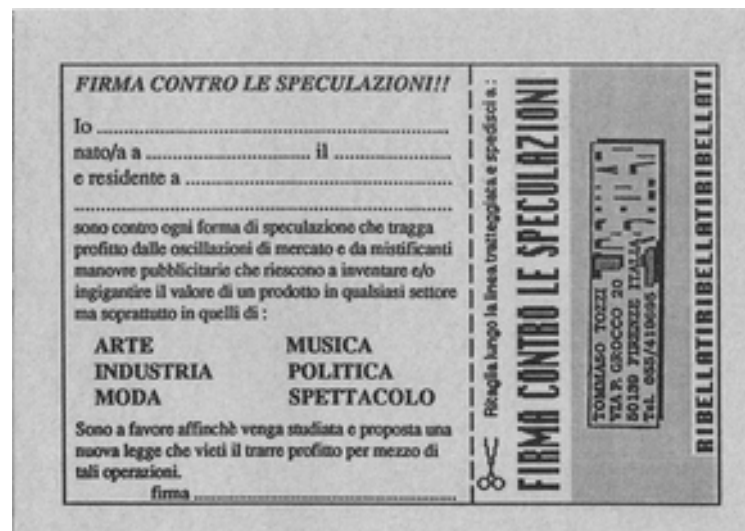 FIRMA CONTRO LE SPECULAZIONI!!
Io ..........
nato/a a .......... il ..........
e residente a ..........
..........
sono contro ogni forma di speculazione che tragga
profitto dalle oscillazioni di mercato e da mistificanti
manovre pubblicitarie che riescono a inventare e/o
ingigantire il valore di un prodotto in qualsiasi settore
ma soprattutto in quelli di :
ARTE MUSICA
INDUSTRIA POLITICA
MODA SPETTACOLO
Sono a favore affinchè venga studiata e proposta una
nuova legge che vieti il trarre profitto per mezzo di
tali operazioni.
firma ..........
Ritaglia lungo la linea tratteggiata e spedisci a :
FIRMA CONTRO LE SPECULAZIONI
TOMMASO TOZZI
VIA P. GROCCO 20
50139 FIRENZE ITALIA
Tel. 055/410695
RIBELLATIRIBELLATIRIBELLATI